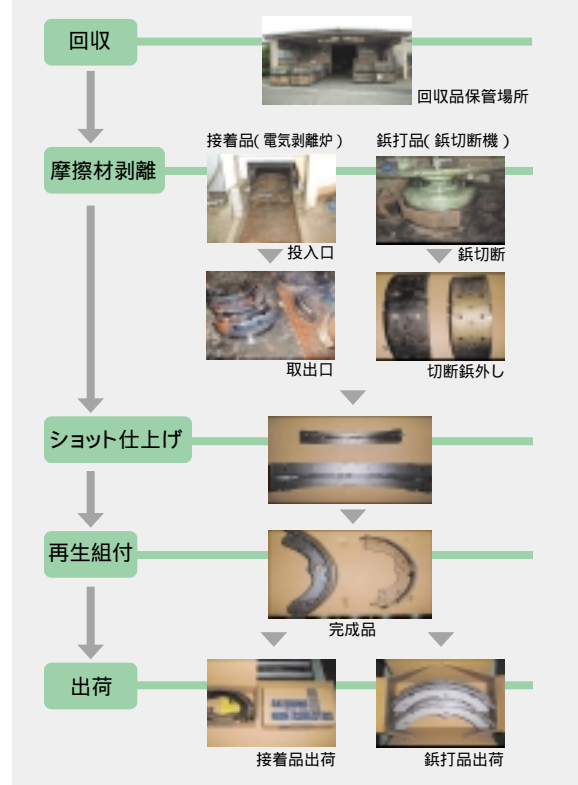 回収
回収品保管場所
接着品(電気剥離炉)
鋲打品(鋲切断機)
摩擦材剥離
投入口
鋲切断
取出口
切断鋲外し
ショット仕上げ
再生組付
完成品
出荷
接着品出荷
鋲打品出荷